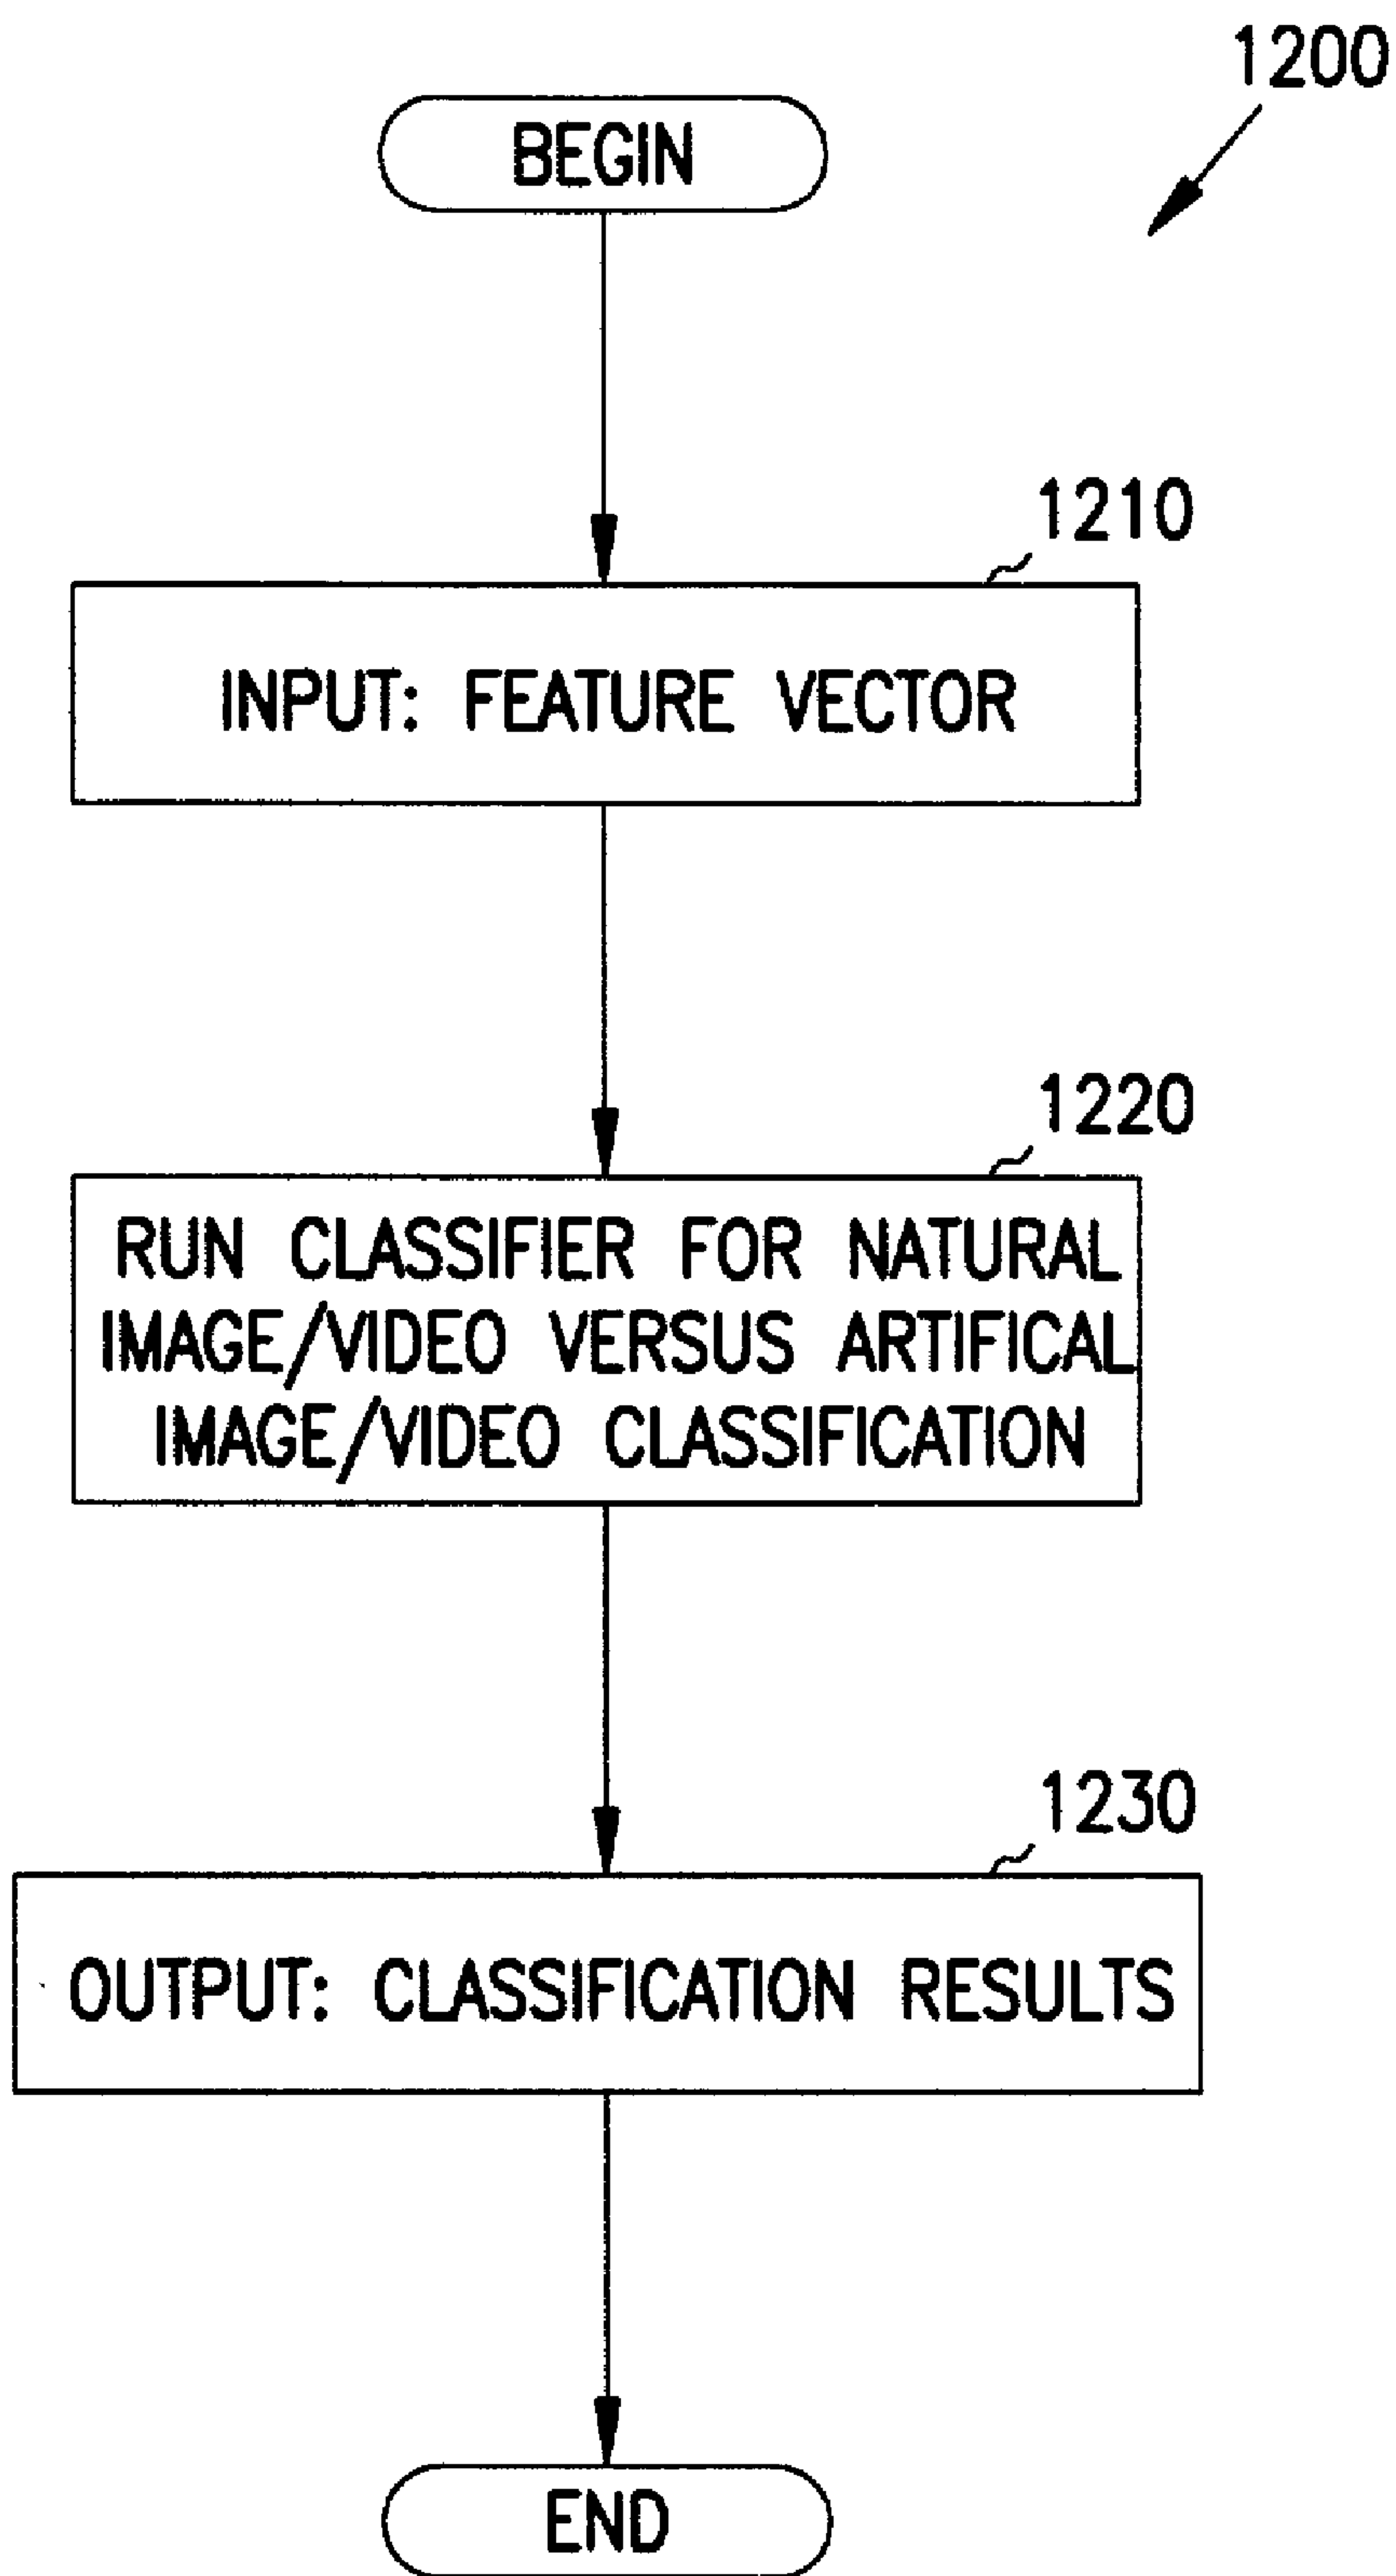 1200
BEGIN
1210
INPUT: FEATURE VECTOR
1220
RUN CLASSIFIER FOR NATURAL
IMAGE/VIDEO VERSUS ARTIFICAL
IMAGE/VIDEO CLASSIFICATION
1230
OUTPUT: CLASSIFICATION RESULTS
END